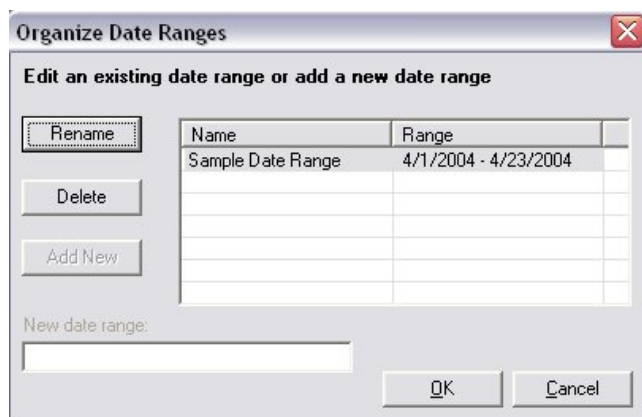 Organize Date Ranges
Edit an existing date range or add a new date range
Rename
Name Range
Sample Date Range 4/1/2004 - 4/23/2004
Delete
Add New
New date range:
OK Cancel